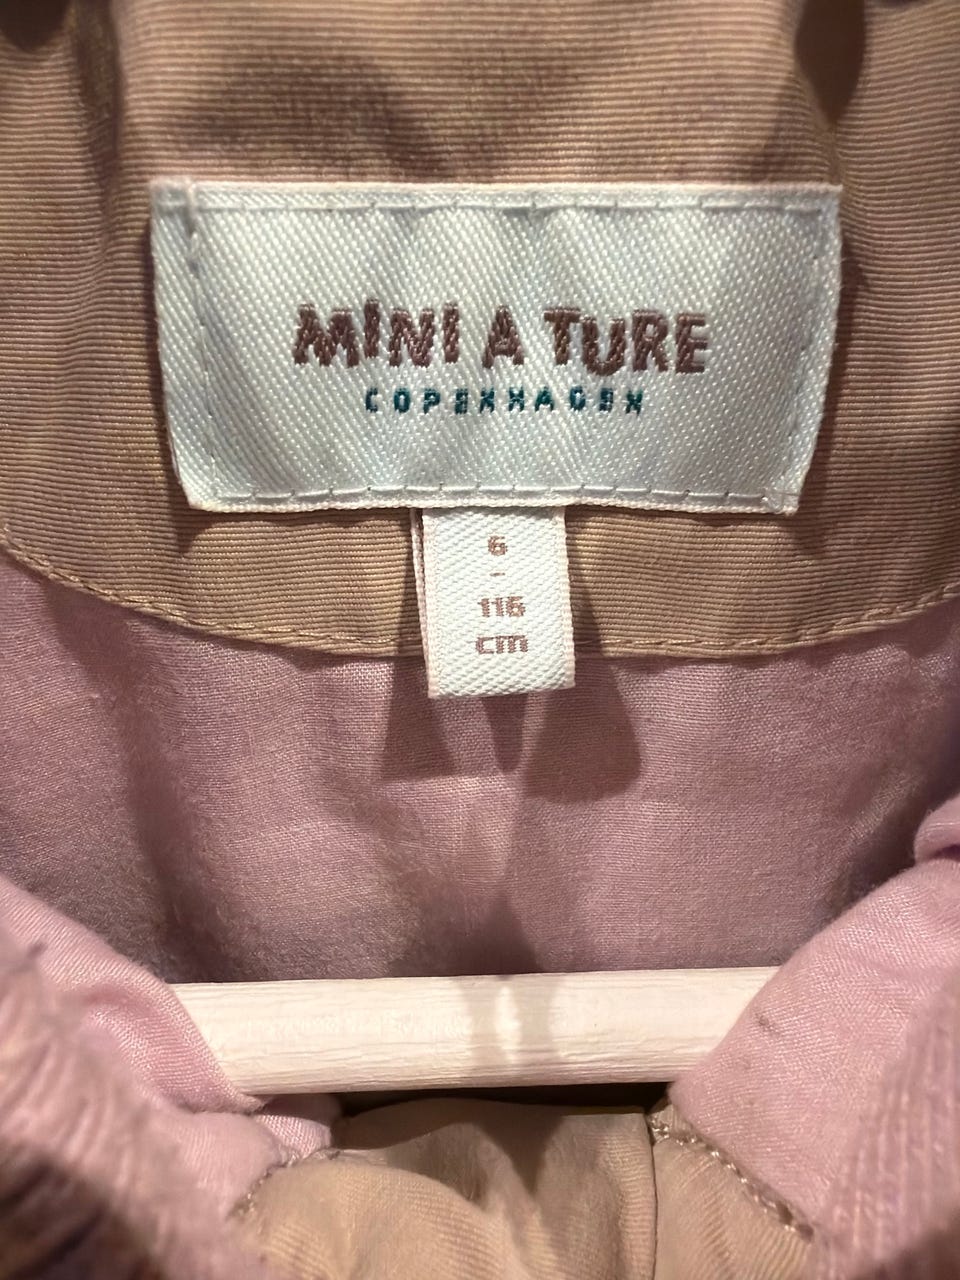 MINI A TURE
COPENHAGEN
6
-
116
cm